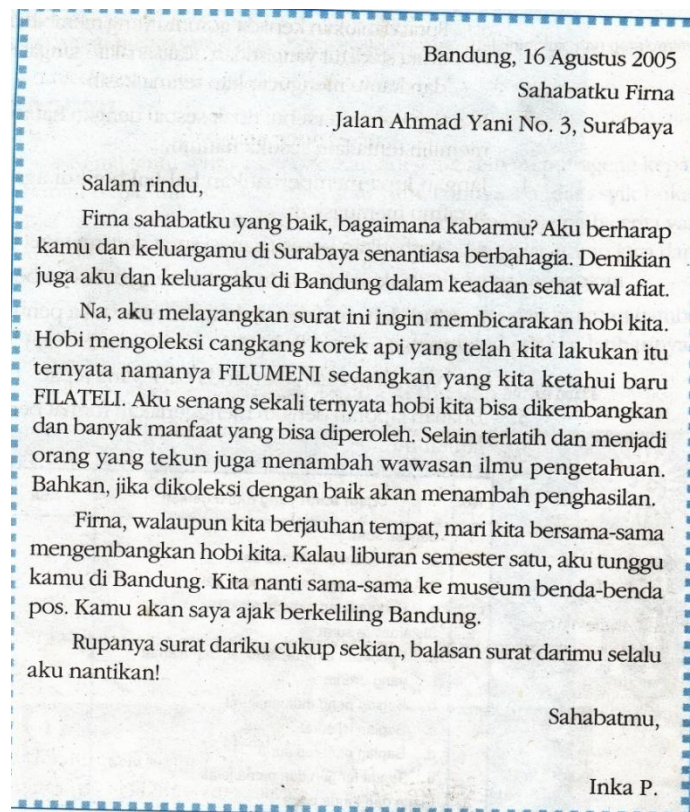 Bandung, 16 Agustus 2005
Sahabatku Firna
Jalan Ahmad Yani No. 3, Surabaya
Salam rindu,
Firna sahabatku yang baik, bagaimana kabarmu? Aku berharap
kamu dan keluargamu di Surabaya senantiasa berbahagia. Demikian
juga aku dan keluargaku di Bandung dalam keadaan sehat wal afiat.
Na, aku melayangkan surat ini ingin membicarakan hobi kita.
Hobi mengoleksi cangkang korek api yang telah kita lakukan itu
ternyata namanya FILUMENI sedangkan yang kita ketahui baru
FILATELI. Aku senang sekali ternyata hobi kita bisa dikembangkan
dan banyak manfaat yang bisa diperoleh. Selain terlatih dan menjadi
orang yang tekun juga menambah wawasan ilmu pengetahuan.
Bahkan, jika dikoleksi dengan baik akan menambah penghasilan.
Firna, walaupun kita berjauhan tempat, mari kita bersama-sama
mengembangkan hobi kita. Kalau liburan semester satu, aku tunggu
kamu di Bandung. Kita nanti sama-sama ke museum benda-benda
pos. Kamu akan saya ajak berkeliling Bandung.
Rupanya surat dariku cukup sekian, balasan surat darimu selalu
aku nantikan!
Sahabatmu,
Inka P.